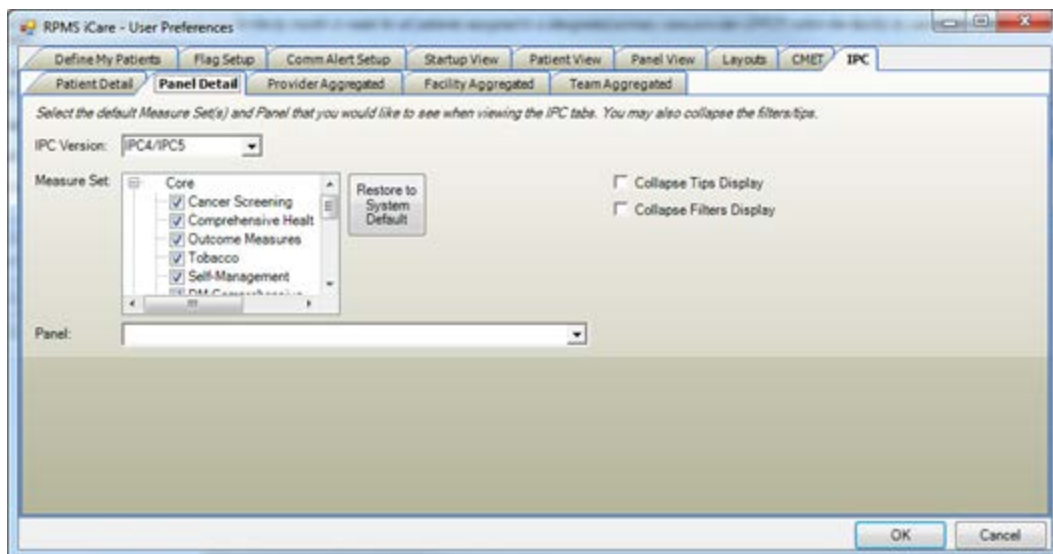 RPMS iCare - User Preferences
Define My Patients Flag Setup Comm Alert Setup Startup View Patient View Panel View Layouts CMET IPC
Patient Detail Panel Detail Provider Aggregated Facility Aggregated Team Aggregated
Select the default Measure Set(s) and Panel that you would like to see when viewing the IPC tabs. You may also collapse the filters/tips.
IPC Version: IPC4/IPC5
Measure Set
Core
Cancer Screening
Comprehensive Healt
Outcome Measures
Tobacco
Self-Management
DM Comprehensive
Restore to
System
Default
Collapse Tips Display
Collapse Filters Display
Panel:
OK Cancel